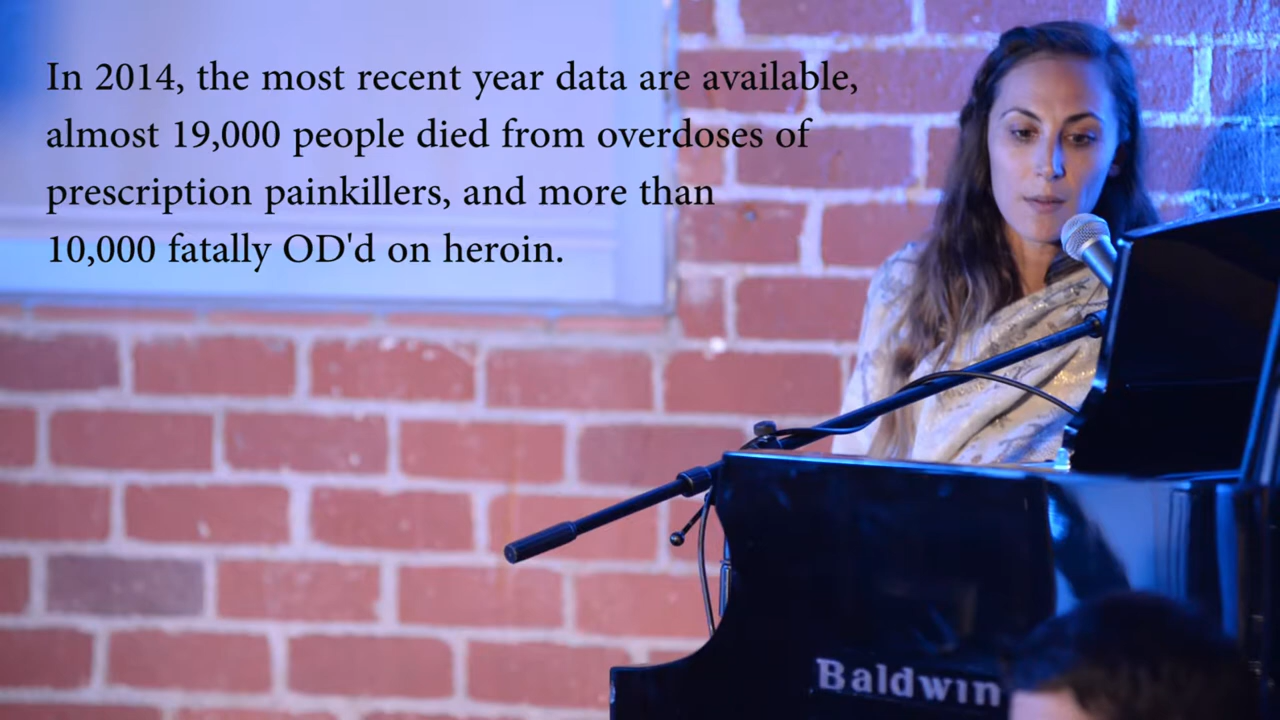 In 2014, the most recent year data are available,
almost 19,000 people died from overdoses of
prescription painkillers, and more than
10,000 fatally OD'd on heroin.
Baldwin